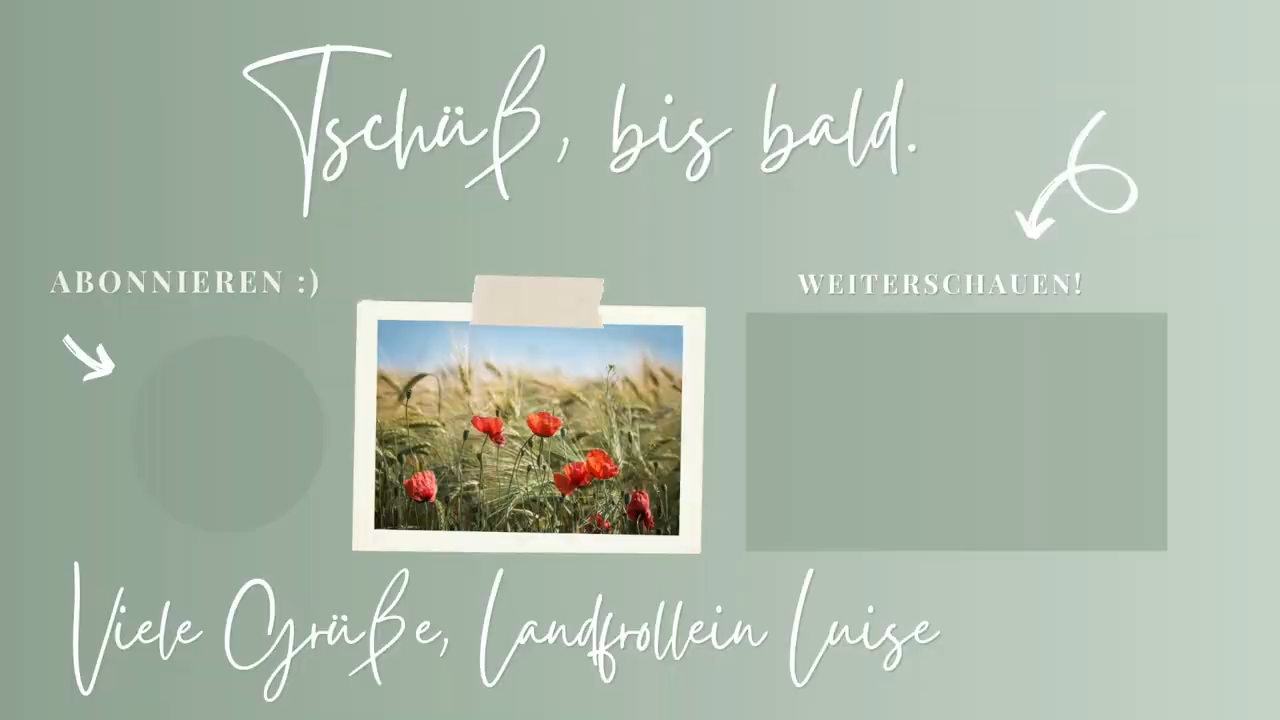 Tschüß, bis bald.
ABONNIEREN :)
WEITERSCHAUEN!
Viele Grüße, Landfrollein Luise